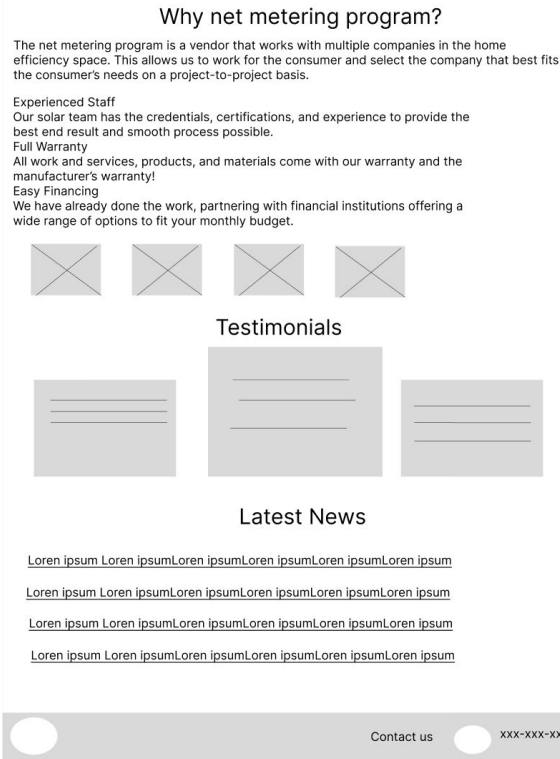 Why net metering program?
The net metering program is a vendor that works with multiple companies in the home
efficiency space. This allows us to work for the consumer and select the company that best fits
the consumer's needs on a project-to-project basis.
Experienced Staff
Our solar team has the credentials, certifications, and experience to provide the
best end result and smooth process possible.
Full Warranty
All work and services, products, and materials come with our warranty and the
manufacturer's warranty!
Easy Financing
We have already done the work, partnering with financial institutions offering a
wide range of options to fit your monthly budget.
Testimonials
Latest News
Loren ipsum Loren ipsumLoren ipsumLoren ipsumLoren ipsumLoren ipsum
Loren ipsum Loren ipsumLoren ipsumLoren ipsumLoren ipsumLoren ipsum
Loren ipsum Loren ipsumLoren ipsumLoren ipsumLoren ipsumLoren ipsum
Loren ipsum Loren ipsumLoren ipsumLoren ipsumLoren ipsumLoren ipsum
Contact us xxx-xxx-xx